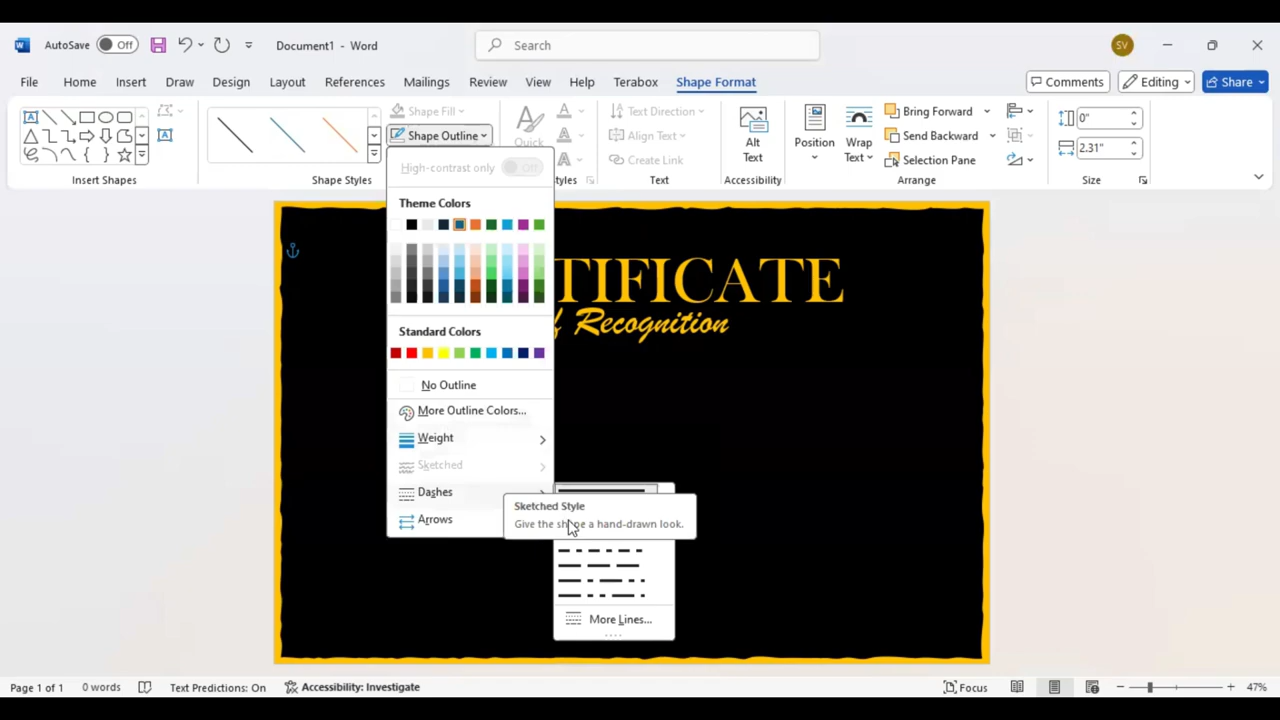 AutoSave Off Document1 - Word Search SV
File Home Insert Draw Design Layout References Mailings Review View Help Terabox Shape Format Comments Editing Share
Shape Fill Text Direction Bring Forward 0"
Shape Outline Quick Align Text Alt Text Position Wrap Text Send Backward 2.31"
Create Link Selection Pane
Insert Shapes Shape Styles Text Accessibility Arrange Size
High-contrast only Off
Theme Colors
Standard Colors
No Outline
More Outline Colors...
Weight
Sketched
Dashes
Arrows
Sketched Style
Give the shape a hand-drawn look.
More Lines...
TIFICATE
Recognition
Page 1 of 1 0 words Text Predictions: On Accessibility: Investigate Focus 47%